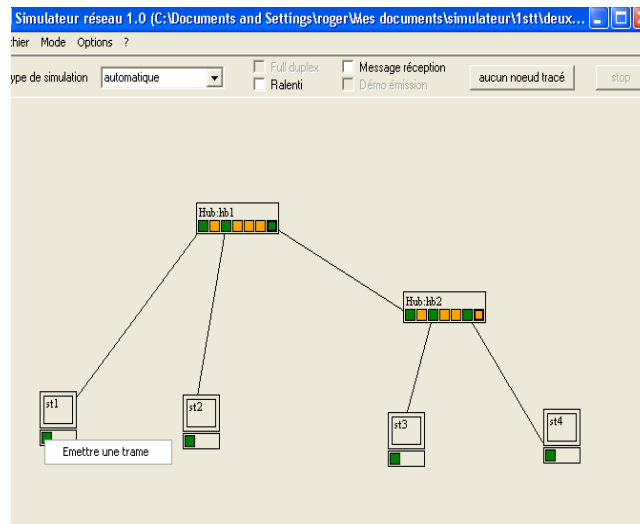 Simulateur réseau 1.0 (C:\Documents and Settings\roger\Mes documents\simulateur\1stt\deux...
hier Mode Options ?
ype de simulation automatique Full duplex Message réception aucun noeud tracé stop
Ralenti Démo émission
Hub:hb1
Hub:hb2
st1
st2
st3
st4
Emettre une trame